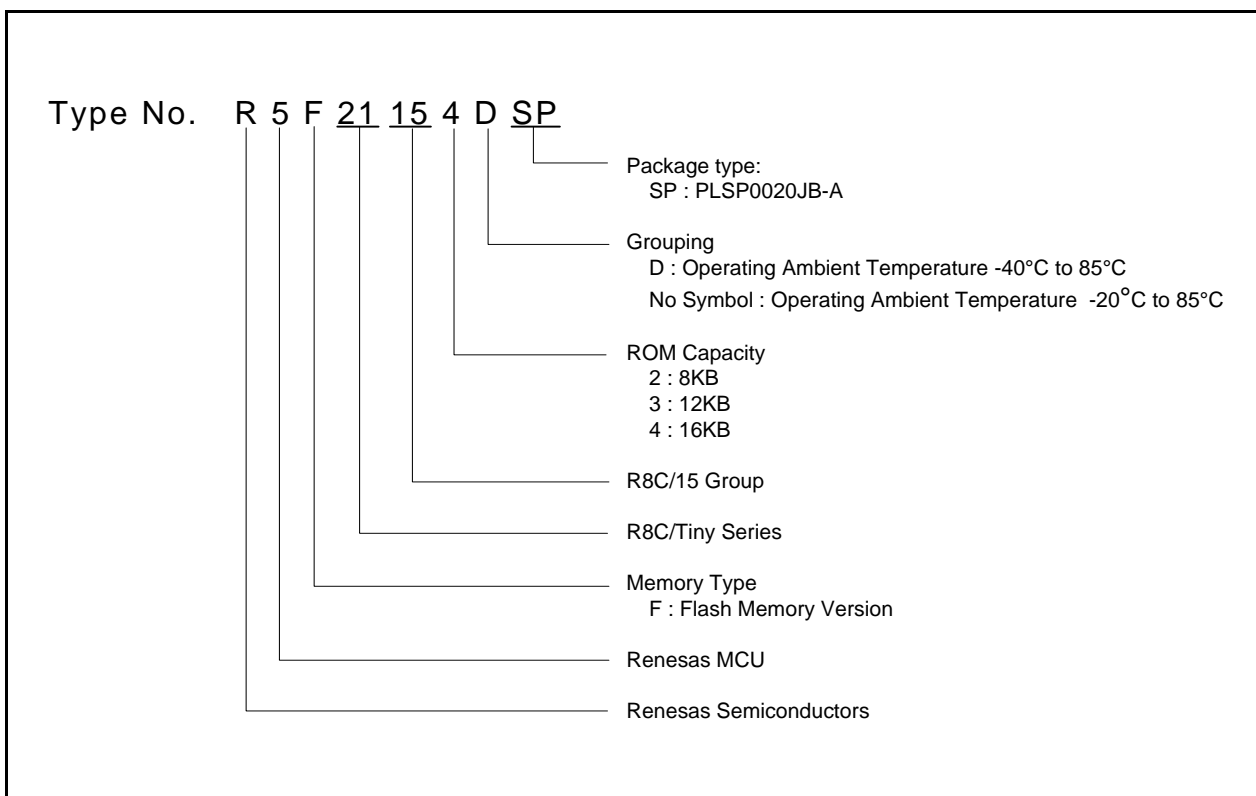 Type No. R 5 F 21 15 4 D SP
Package type:
SP : PLSP0020JB-A
Grouping
D : Operating Ambient Temperature -40°C to 85°C
No Symbol : Operating Ambient Temperature -20°C to 85°C
ROM Capacity
2 : 8KB
3 : 12KB
4 : 16KB
R8C/15 Group
R8C/Tiny Series
Memory Type
F : Flash Memory Version
Renesas MCU
Renesas Semiconductors